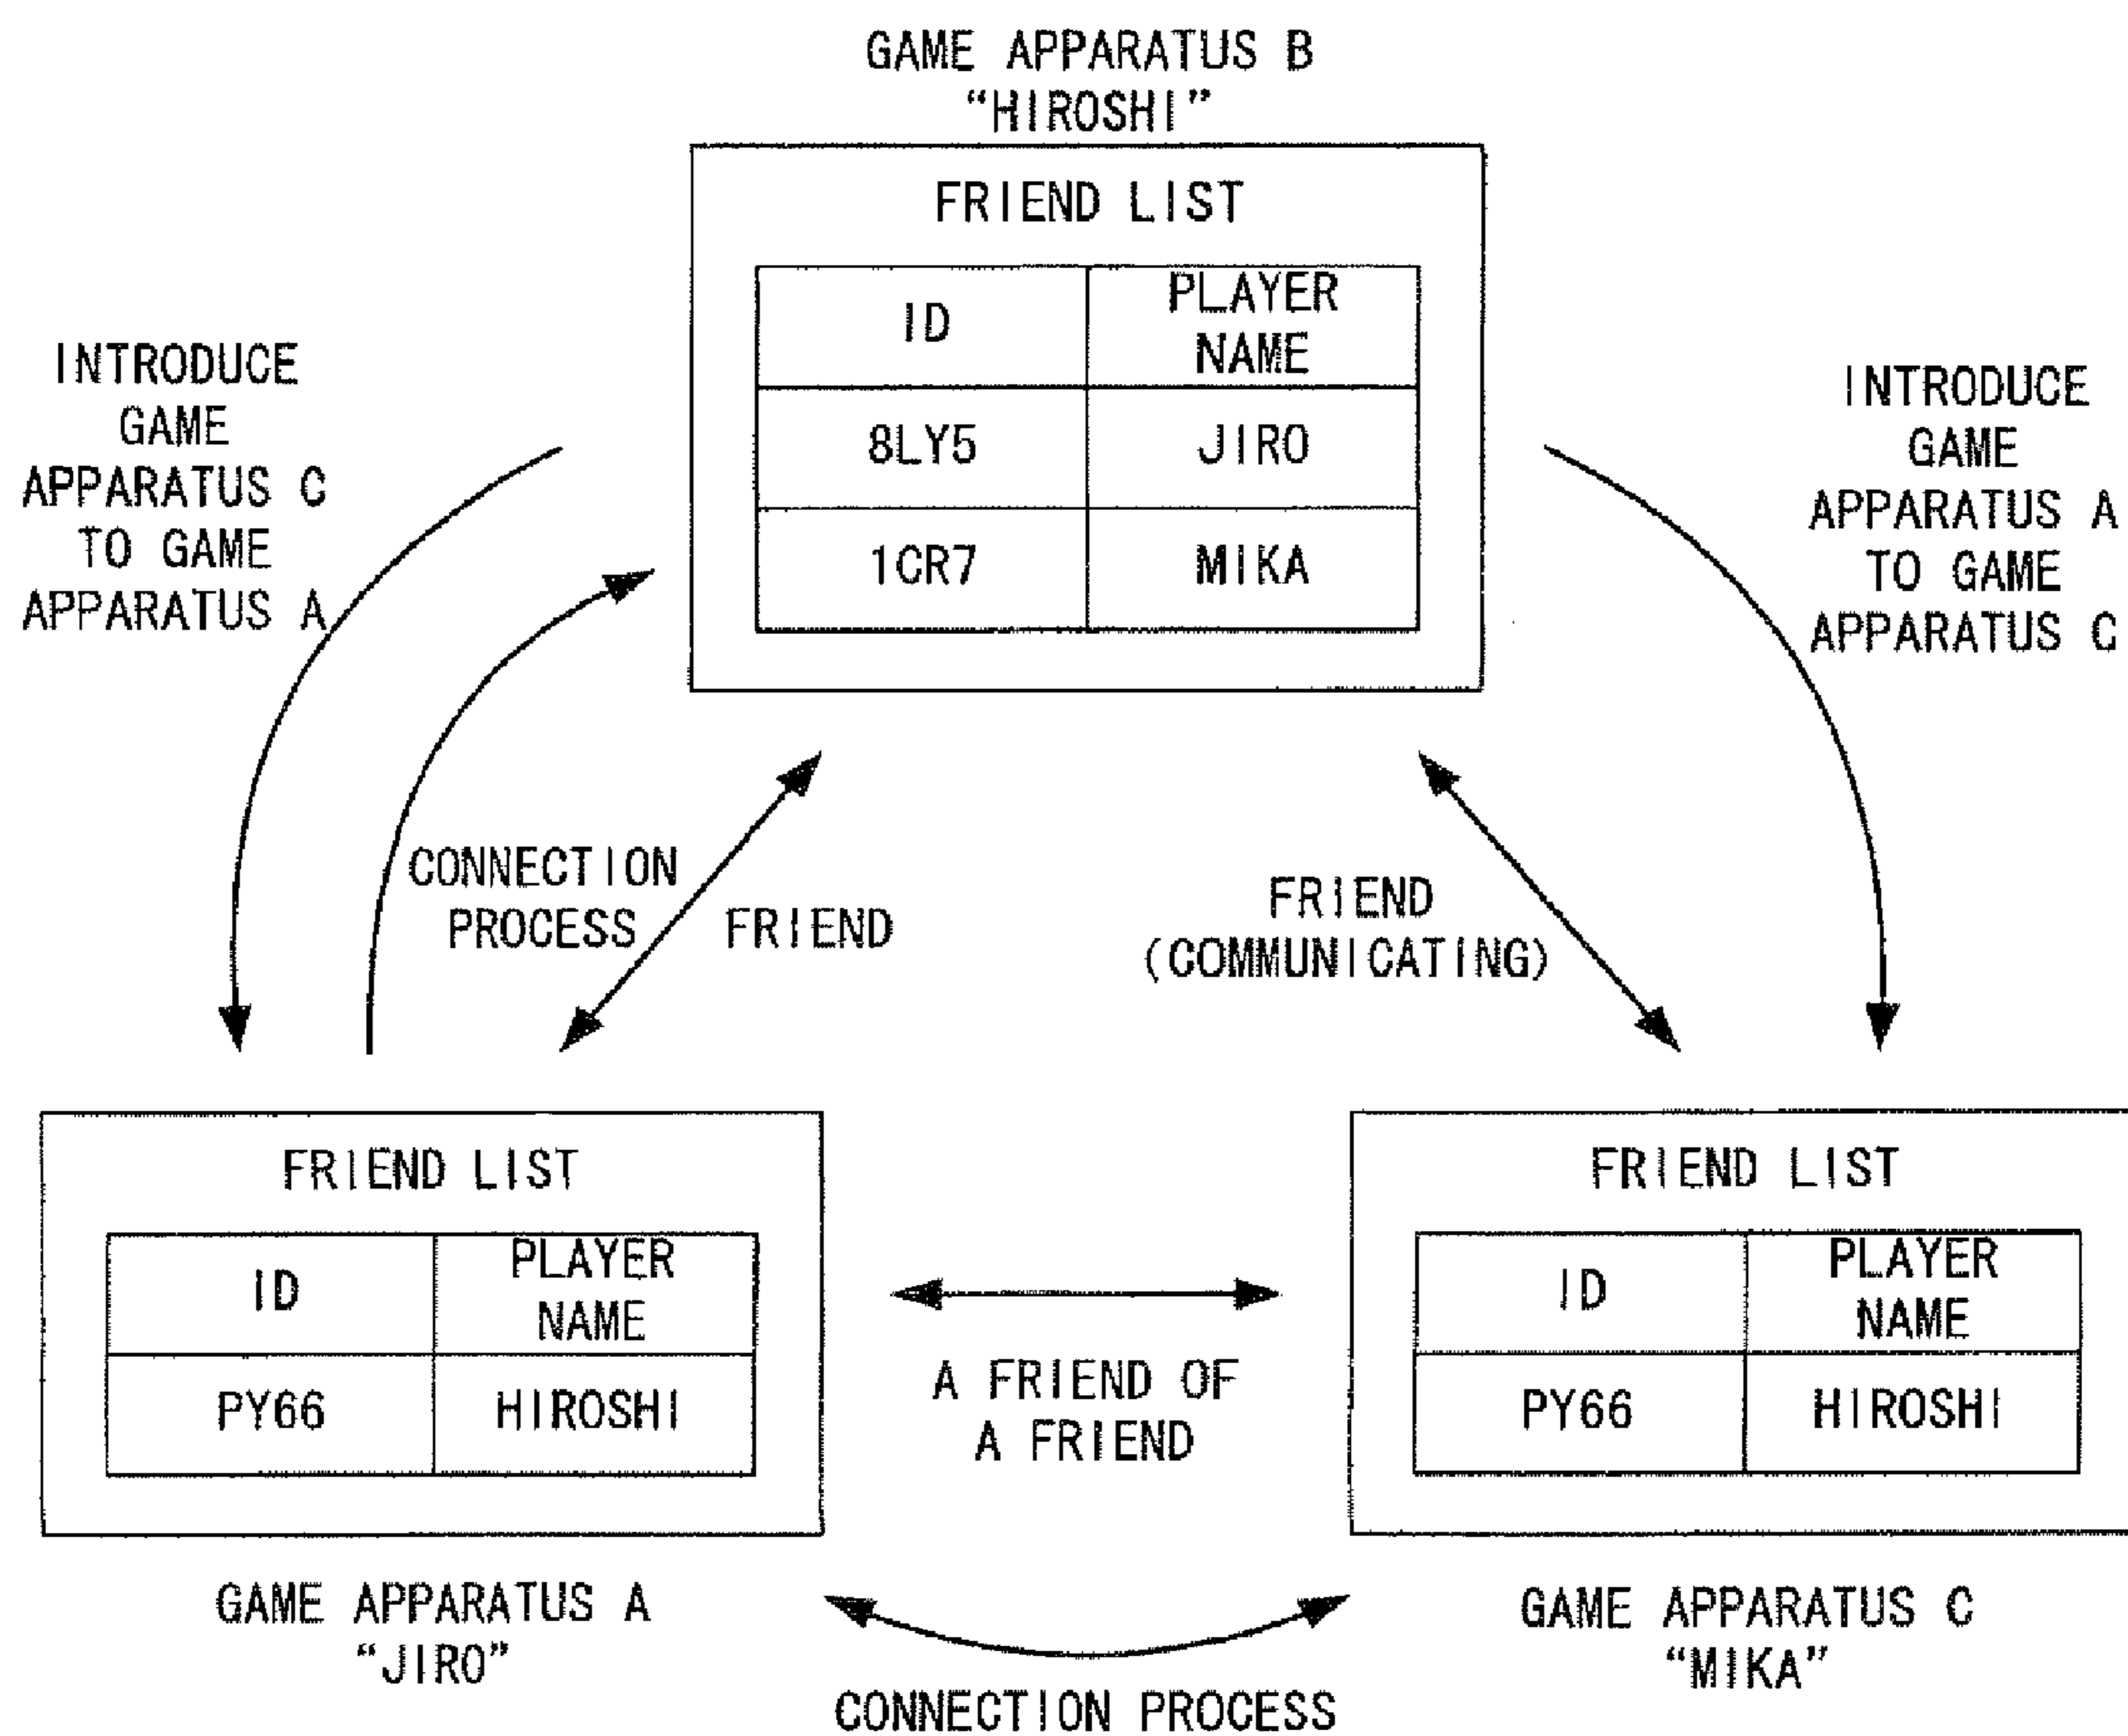 GAME APPARATUS B
“HIROSHI”
FRIEND LIST
ID
PLAYER
NAME
8LY5
JIRO
1CR7
MIKA
INTRODUCE
GAME
APPARATUS C
TO GAME
APPARATUS A
INTRODUCE
GAME
APPARATUS A
TO GAME
APPARATUS C
CONNECTION
PROCESS
FRIEND
FRIEND
(COMMUNICATING)
FRIEND LIST
ID
PLAYER
NAME
PY66
HIROSHI
GAME APPARATUS A
“JIRO”
A FRIEND OF
A FRIEND
FRIEND LIST
ID
PLAYER
NAME
PY66
HIROSHI
GAME APPARATUS C
“MIKA”
CONNECTION PROCESS